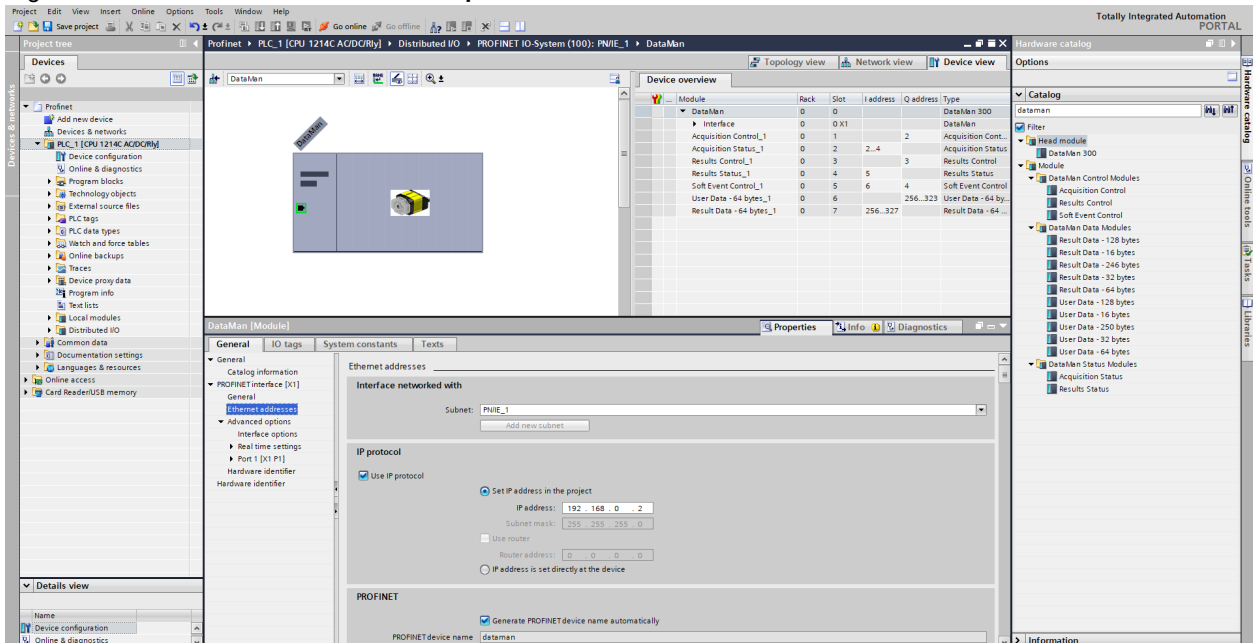 Project Edit View Insert Online Options Tools Window Help
Save project
Go online
Go offline
Totally Integrated Automation
PORTAL
Project tree
Profinet
PLC_1 [CPU 1214C AC/DC/Rly]
Distributed I/O
PROFINET IO-System (100): PN/IE_1
DataMan
Hardware catalog
Devices
Topology view
Network view
Device view
Options
DataMan
Device overview
Module Rack Slot I address Q address Type
DataMan 0 0 DataMan 300
Interface 0 0 X1 DataMan
Acquisition Control_1 0 1 2 Acquisition Cont...
Acquisition Status_1 0 2 2...4 Acquisition Status
Results Control_1 0 3 3 Results Control
Results Status_1 0 4 5 Results Status
Soft Event Control_1 0 5 6 4 Soft Event Control
User Data - 64 bytes_1 0 6 256...323 User Data - 64 by...
Result Data - 64 bytes_1 0 7 256...327 Result Data - 64 ...
DataMan
Devices & networks
Profinet
Add new device
Devices & networks
PLC_1 [CPU 1214C AC/DC/Rly]
Device configuration
Online & diagnostics
Program blocks
Technology objects
External source files
PLC tags
PLC data types
Watch and force tables
Online backups
Traces
Device proxy data
Program info
Text lists
Local modules
Distributed I/O
Common data
Documentation settings
Languages & resources
Online access
Card Reader/USB memory
Details view
Name
Device configuration
Online & diagnostics
DataMan [Module]
Properties
Info
Diagnostics
General
IO tags
System constants
Texts
General
Catalog information
PROFINET interface [X1]
General
Ethernet addresses
Advanced options
Interface options
Real time settings
Port 1 [X1 P1]
Hardware identifier
Hardware identifier
Ethernet addresses
Interface networked with
Subnet: PN/IE_1
Add new subnet
IP protocol
Use IP protocol
Set IP address in the project
IP address: 192 . 168 . 0 . 2
Subnet mask: 255 . 255 . 255 . 0
Use router
Router address: 0 . 0 . 0 . 0
IP address is set directly at the device
PROFINET
Generate PROFINET device name automatically
PROFINET device name dataman
Catalog
dataman
Filter
Head module
DataMan 300
Module
DataMan Control Modules
Acquisition Control
Results Control
Soft Event Control
DataMan Data Modules
Result Data - 128 bytes
Result Data - 16 bytes
Result Data - 246 bytes
Result Data - 32 bytes
Result Data - 64 bytes
User Data - 128 bytes
User Data - 16 bytes
User Data - 250 bytes
User Data - 32 bytes
User Data - 64 bytes
DataMan Status Modules
Acquisition Status
Results Status
Information
Hardware catalog
Online tools
Tasks
Libraries